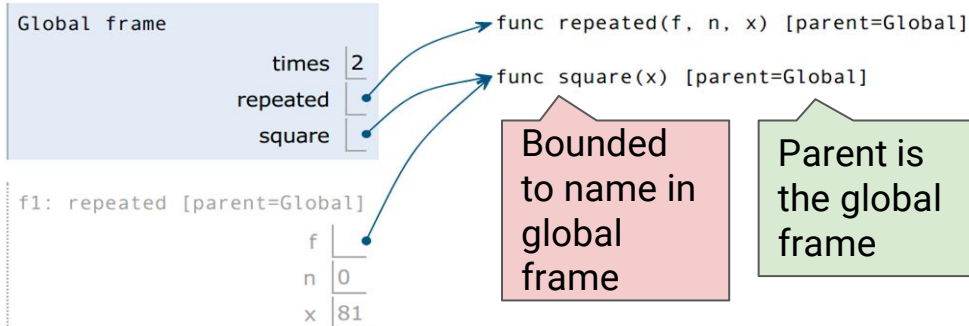 Global frame
times 2
repeated
square
func repeated(f, n, x) [parent=Global]
func square(x) [parent=Global]
Bounded
to name in
global
frame
Parent is
the global
frame
f1: repeated [parent=Global]
f
n 0
x 81